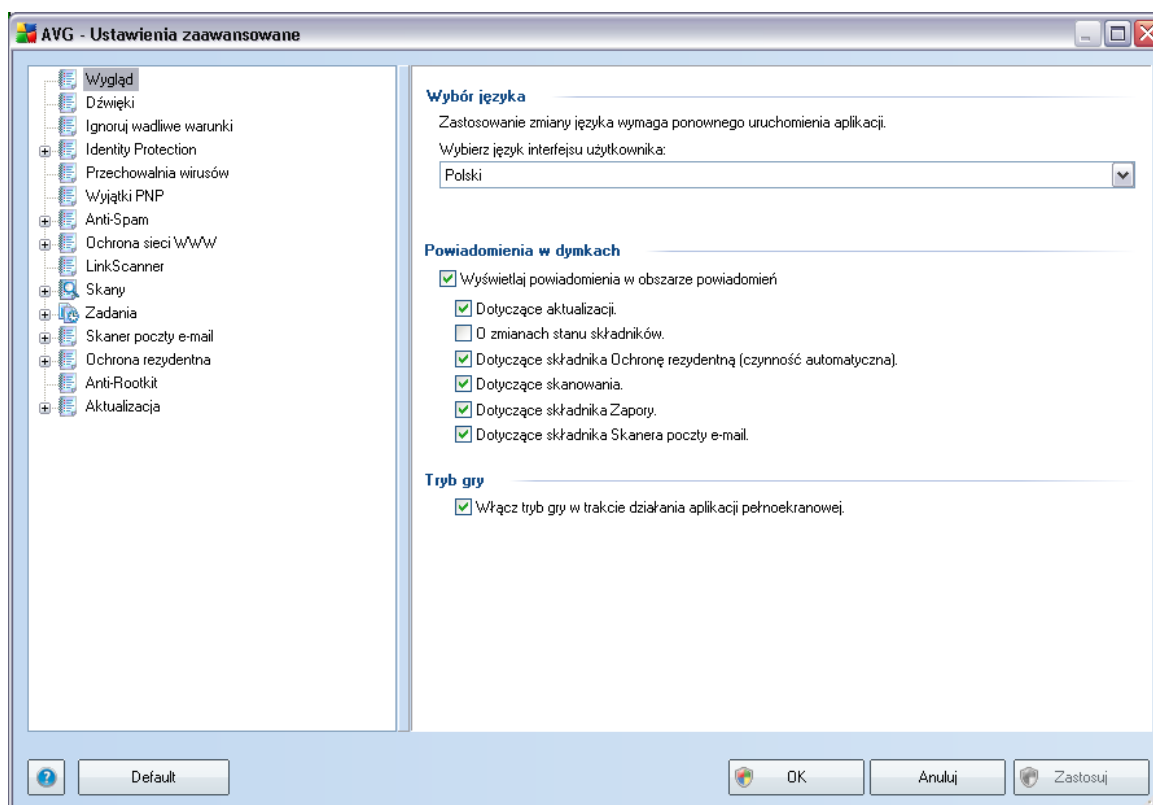 AVG - Ustawienia zaawansowane
Wygląd
Dźwięki
Ignoruj wadliwe warunki
Identity Protection
Przechowalnia wirusów
Wyjątki PNP
Anti-Spam
Ochrona sieci WWW
LinkScanner
Skany
Zadania
Skaner poczty e-mail
Ochrona rezydentna
Anti-Rootkit
Aktualizacja
Wybór języka
Zastosowanie zmiany języka wymaga ponownego uruchomienia aplikacji.
Wybierz język interfejsu użytkownika:
Polski
Powiadomienia w dymkach
Wyświetlaj powiadomienia w obszarze powiadomień
Dotyczące aktualizacji.
O zmianach stanu składników.
Dotyczące składnika Ochronę rezydentną (czynność automatyczna).
Dotyczące skanowania.
Dotyczące składnika Zapory.
Dotyczące składnika Skanera poczty e-mail.
Tryb gry
Włącz tryb gry w trakcie działania aplikacji pełnoekranowej.
Default
OK
Anuluj
Zastosuj